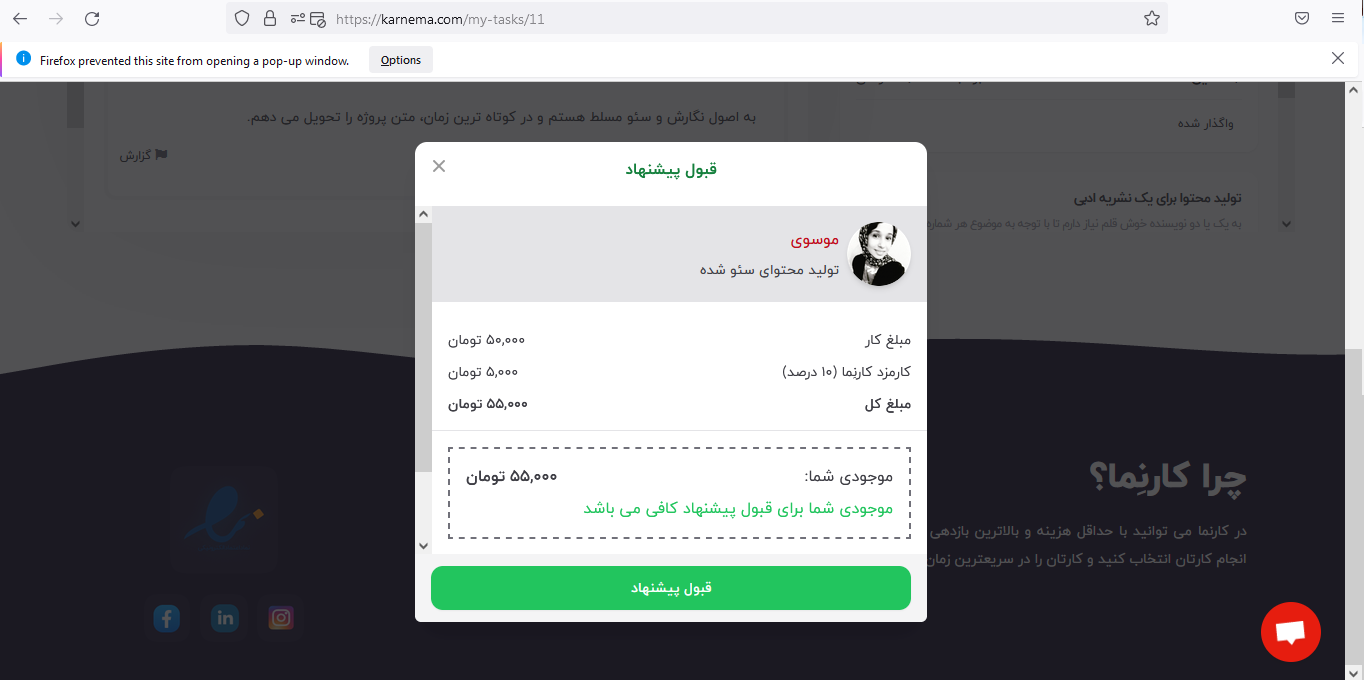 https://karnema.com/my-tasks/11
Firefox prevented this site from opening a pop-up window.
Options
واگذار شده
تولید محتوا برای یک نشریه ادبی
به یک یا دو نویسنده خوش قلم نیاز دارم تا با توجه به موضوع هر شماره
به اصول نگارش و سئو مسلط هستم و در کوتاه ترین زمان، متن پروژه را تحویل می دهم.
گزارش
قبول پیشنهاد
موسوی
تولید محتوای سئو شده
مبلغ کار ۵۰,۰۰۰ تومان
کارمزد کارنِما (۱۰ درصد) ۵,۰۰۰ تومان
مبلغ کل ۵۵,۰۰۰ تومان
موجودی شما: ۵۵,۰۰۰ تومان
موجودی شما برای قبول پیشنهاد کافی می باشد
قبول پیشنهاد
چرا کارنِما؟
در کارنما می توانید با حداقل هزینه و بالاترین بازدهی
انجام کارتان انتخاب کنید و کارتان را در سریعترین زمان